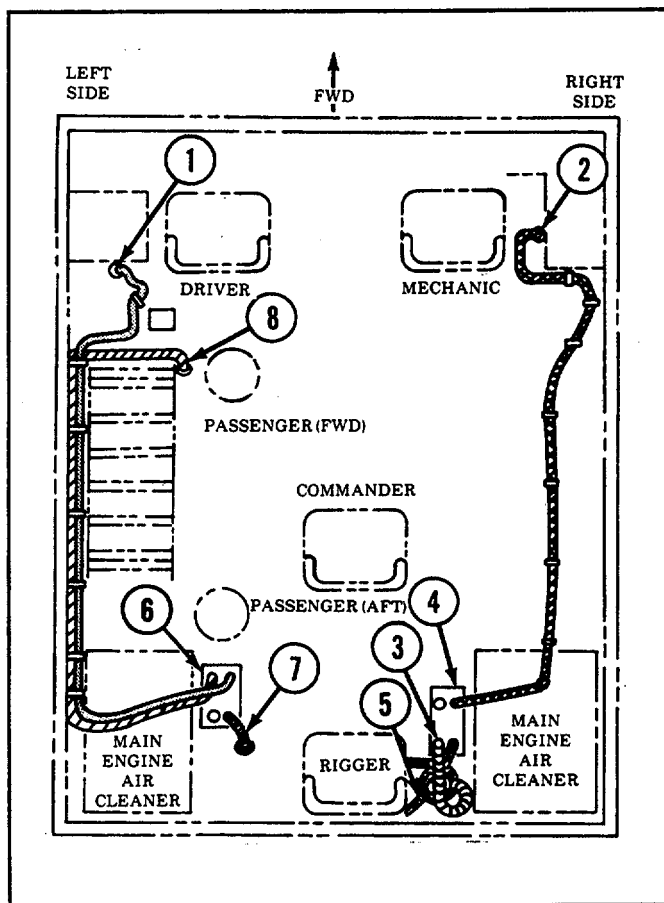 LEFT
SIDE
FWD
RIGHT
SIDE
1
2
DRIVER
MECHANIC
8
PASSENGER (FWD)
COMMANDER
PASSENGER (AFT)
6
7
3
4
5
MAIN
ENGINE
AIR
CLEANER
RIGGER
MAIN
ENGINE
AIR
CLEANER